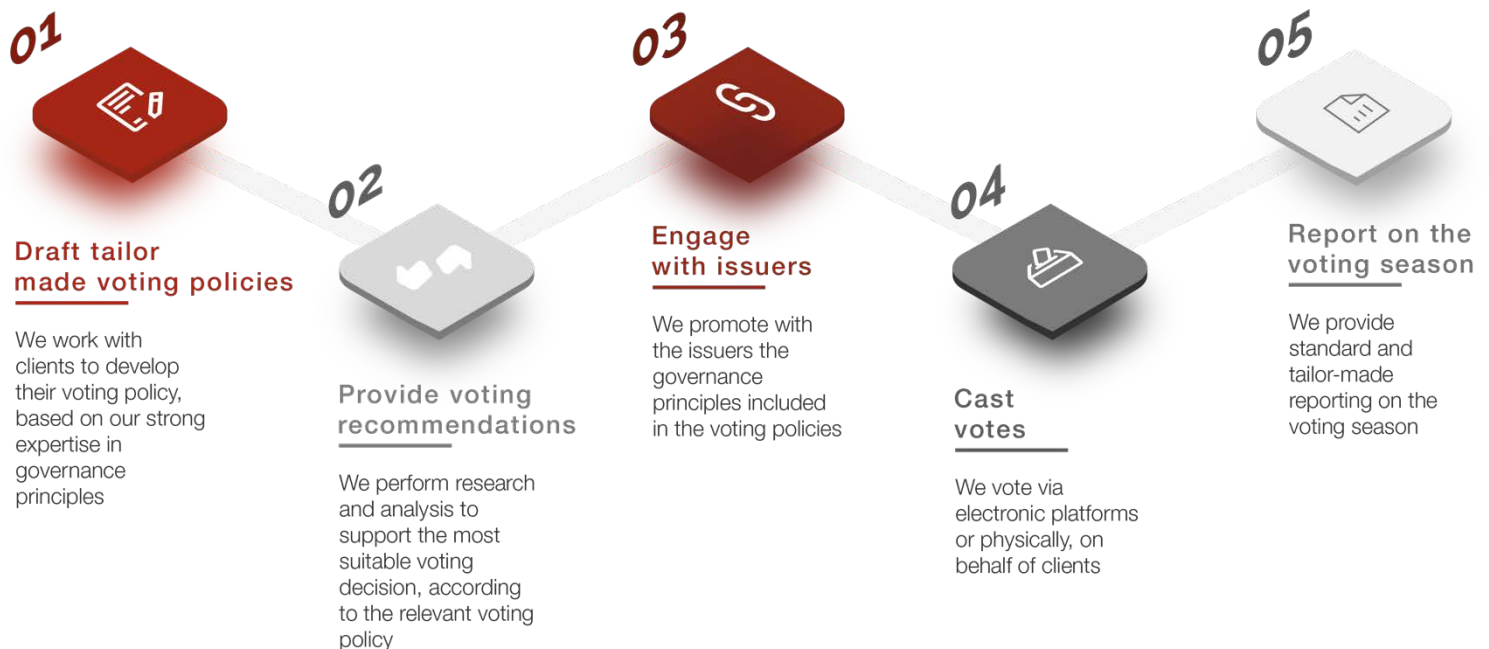 01
Draft tailor
made voting policies
We work with
clients to develop
their voting policy,
based on our strong
expertise in
governance
principles
02
Provide voting
recommendations
We perform research
and analysis to
support the most
suitable voting
decision, according
to the relevant voting
policy
03
Engage
with issuers
We promote with
the issuers the
governance
principles included
in the voting policies
04
Cast
votes
We vote via
electronic platforms
or physically, on
behalf of clients
05
Report on the
voting season
We provide
standard and
tailor-made
reporting on the
voting season